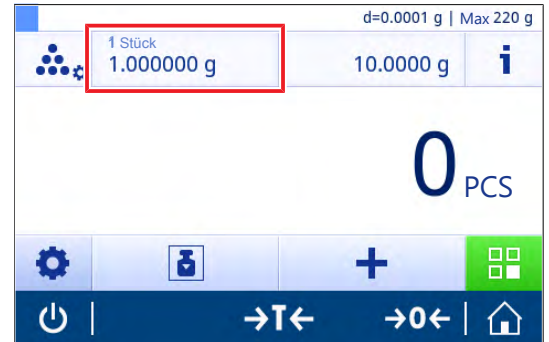 d=0.0001 g | Max 220 g
1 Stück
1.000000 g
10.0000 g
i
0 PCS
→T←
→0←